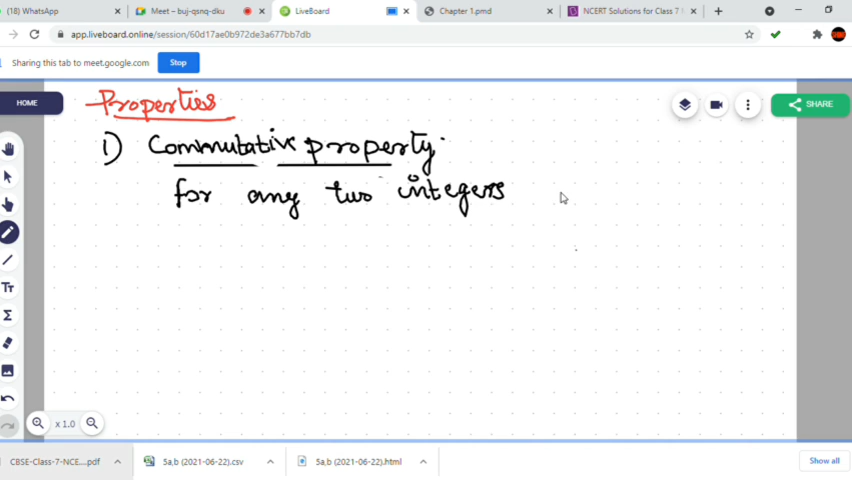 (18) WhatsApp
Meet – buj-qsnq-dku
LiveBoard
Chapter 1.pmd
NCERT Solutions for Class 7 M
app.liveboard.online/session/60d17ae0b972de3a677bb7db
Sharing this tab to meet.google.com
Stop
HOME
Properties
SHARE
1) Commutative property.
for any two integers
x 1.0
CBSE-Class-7-NCE....pdf
5a,b (2021-06-22).csv
5a,b (2021-06-22).html
Show all